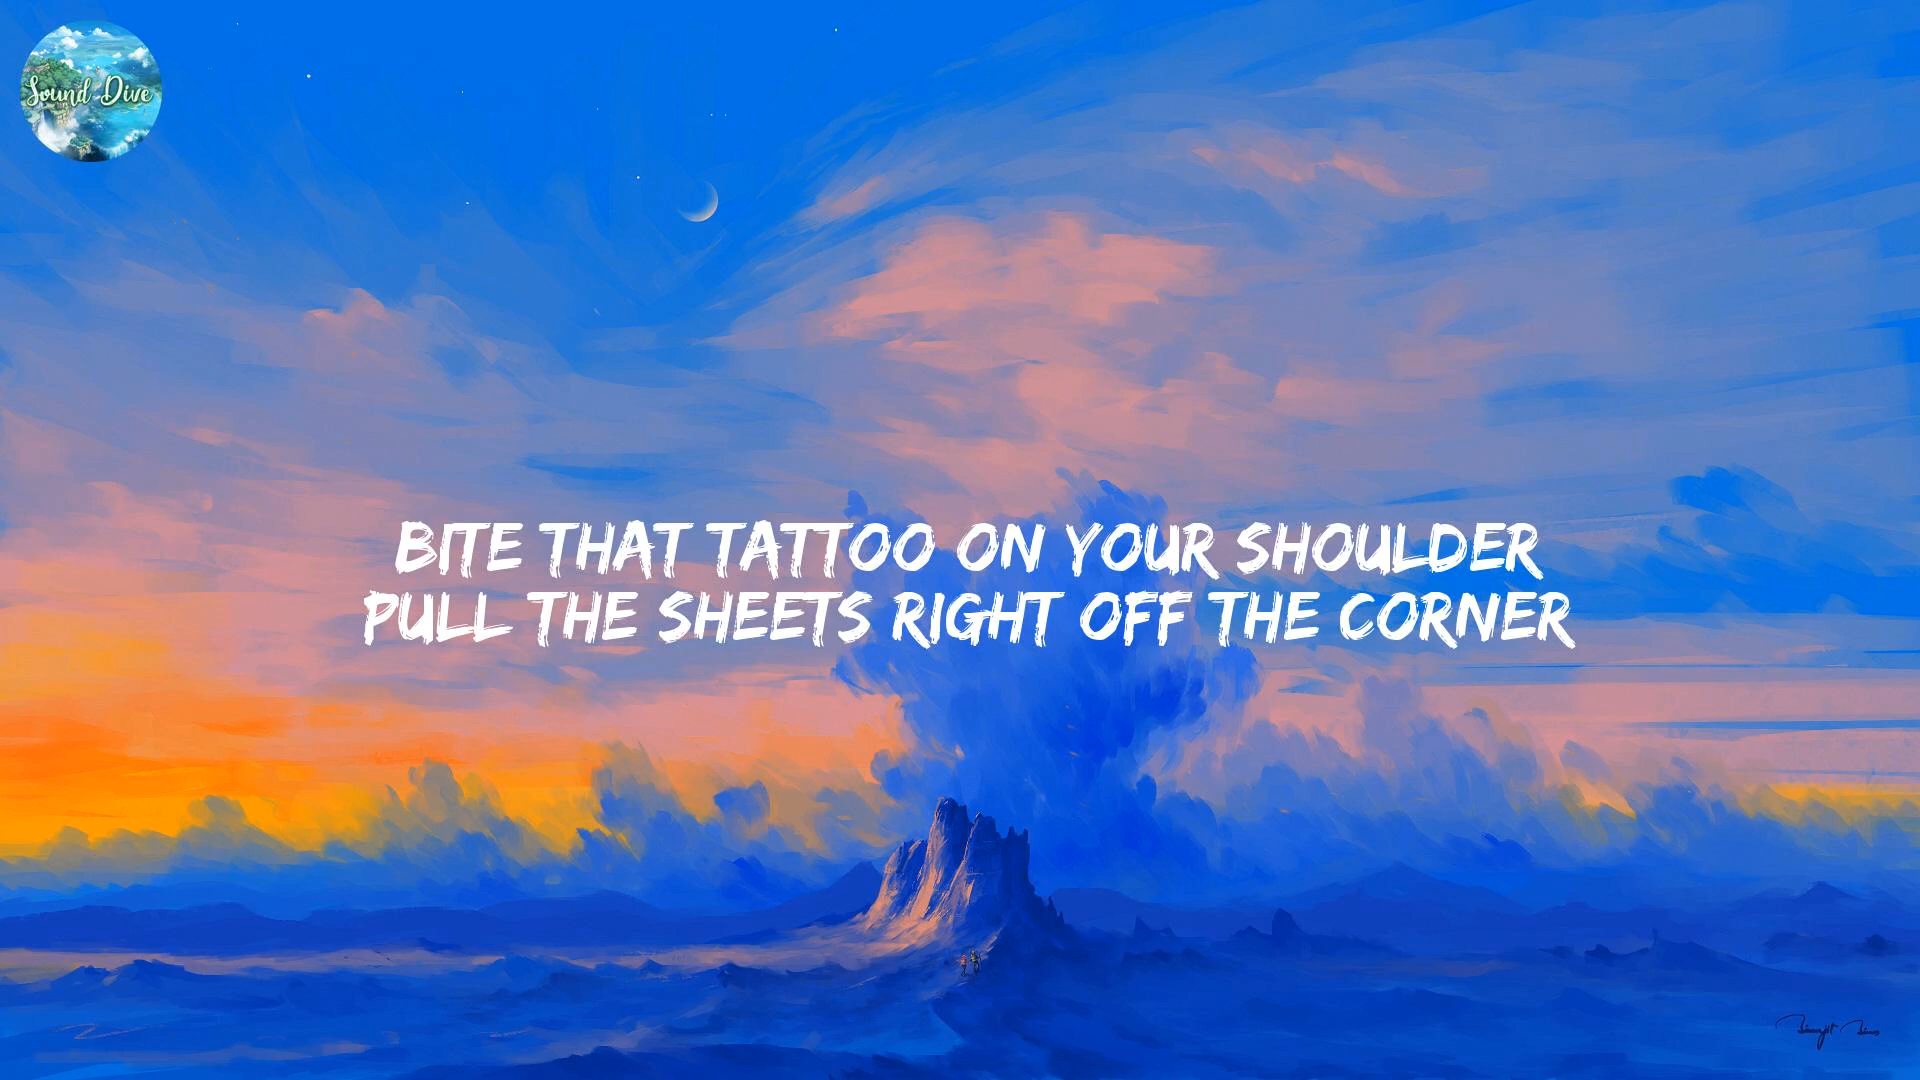 Sound Dive
BITE THAT TATTOO ON YOUR SHOULDER
PULL THE SHEETS RIGHT OFF THE CORNER